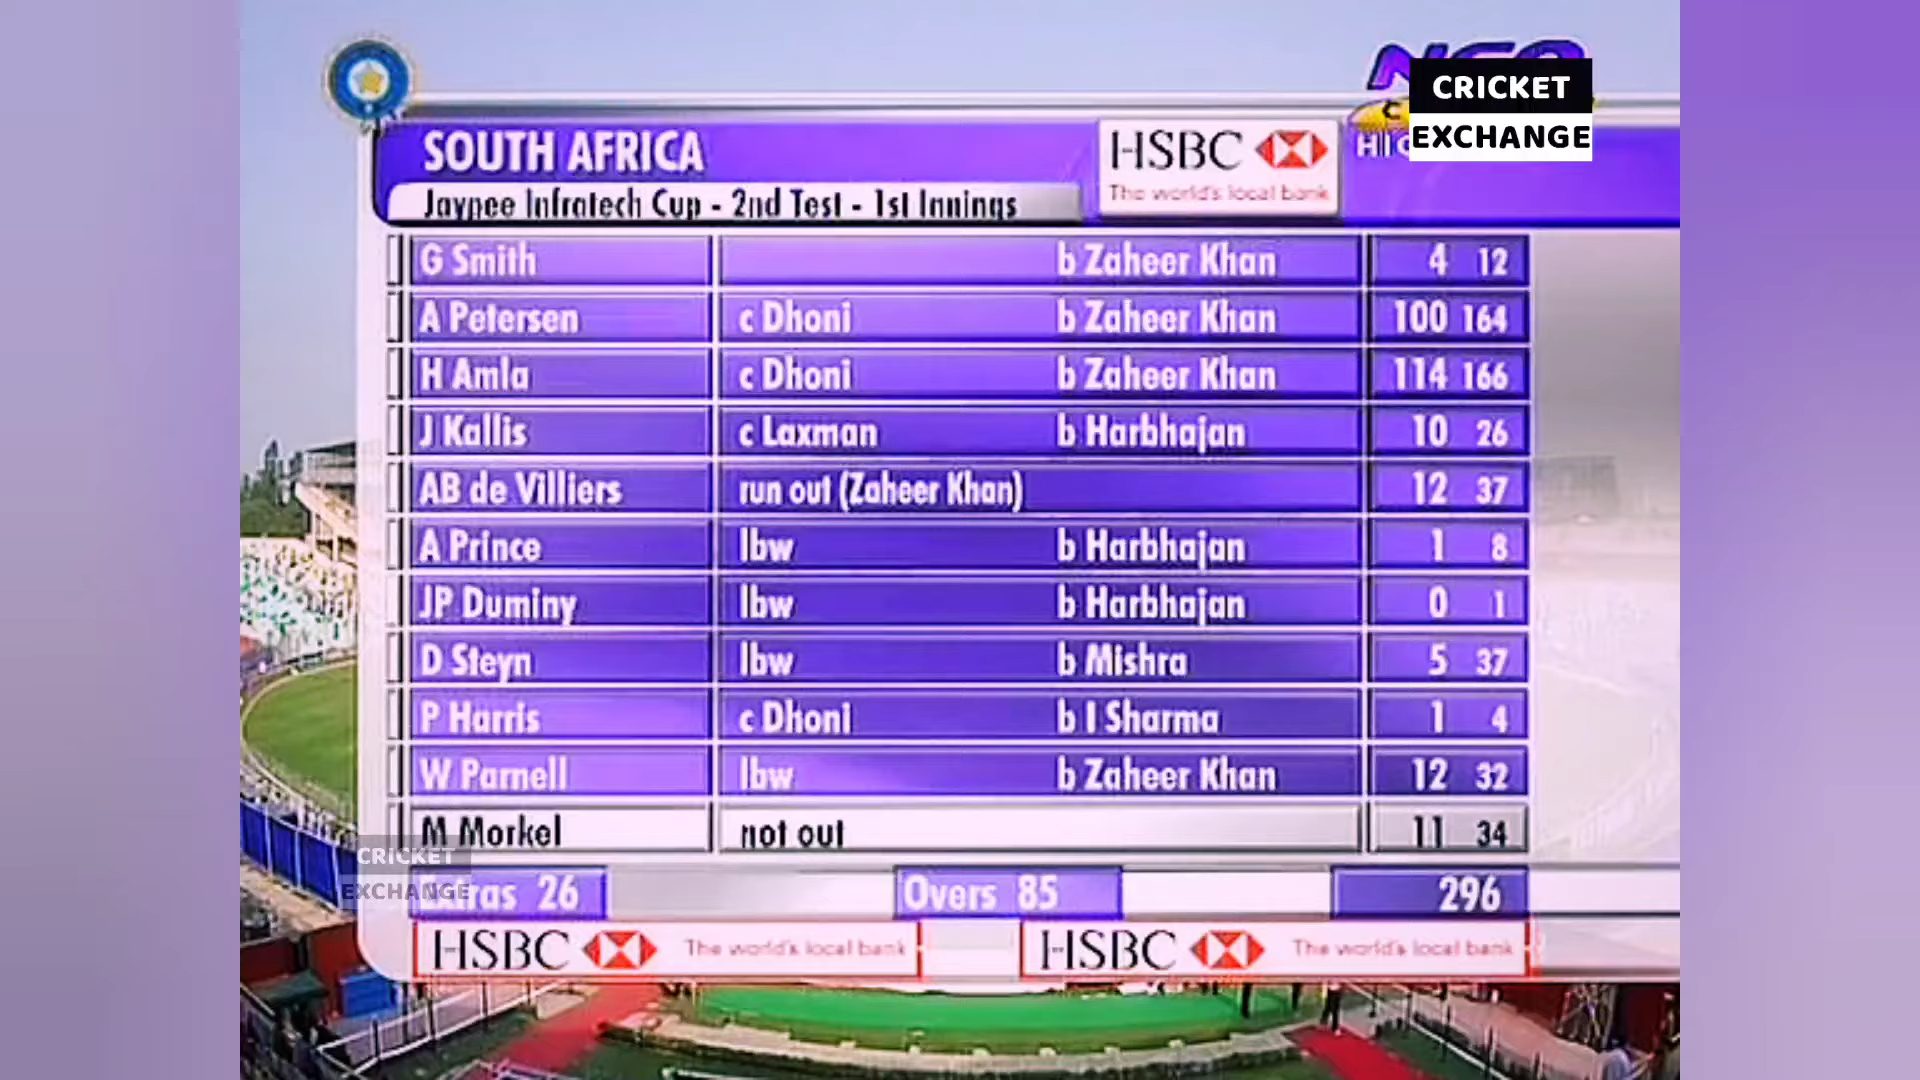 NEO
CRICKET
EXCHANGE
SOUTH AFRICA
HSBC
The world's local bank
Jaypee Infratech Cup - 2nd Test - 1st Innings
G Smith b Zaheer Khan 4 12
A Petersen c Dhoni b Zaheer Khan 100 164
H Amla c Dhoni b Zaheer Khan 114 166
J Kallis c Laxman b Harbhajan 10 26
AB de Villiers run out (Zaheer Khan) 12 37
A Prince lbw b Harbhajan 1 8
JP Duminy lbw b Harbhajan 0 1
D Steyn lbw b Mishra 5 37
P Harris c Dhoni b I Sharma 1 4
W Parnell lbw b Zaheer Khan 12 32
M Morkel not out 11 34
CRICKET
EXCHANGE
Extras 26 Overs 85 296
HSBC The world's local bank HSBC The world's local bank